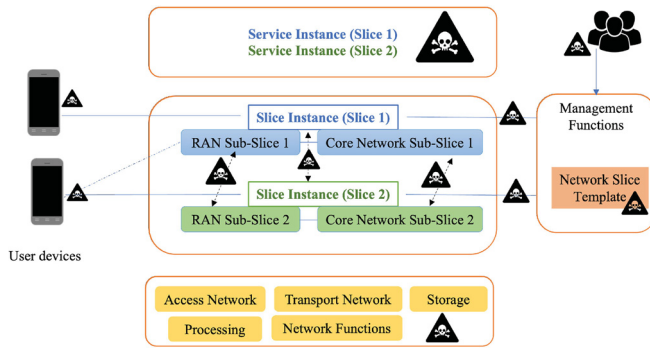 Service Instance (Slice 1)
Service Instance (Slice 2)
Slice Instance (Slice 1)
RAN Sub-Slice 1
Core Network Sub-Slice 1
Slice Instance (Slice 2)
RAN Sub-Slice 2
Core Network Sub-Slice 2
Management
Functions
Network Slice
Template
User devices
Access Network
Transport Network
Storage
Processing
Network Functions